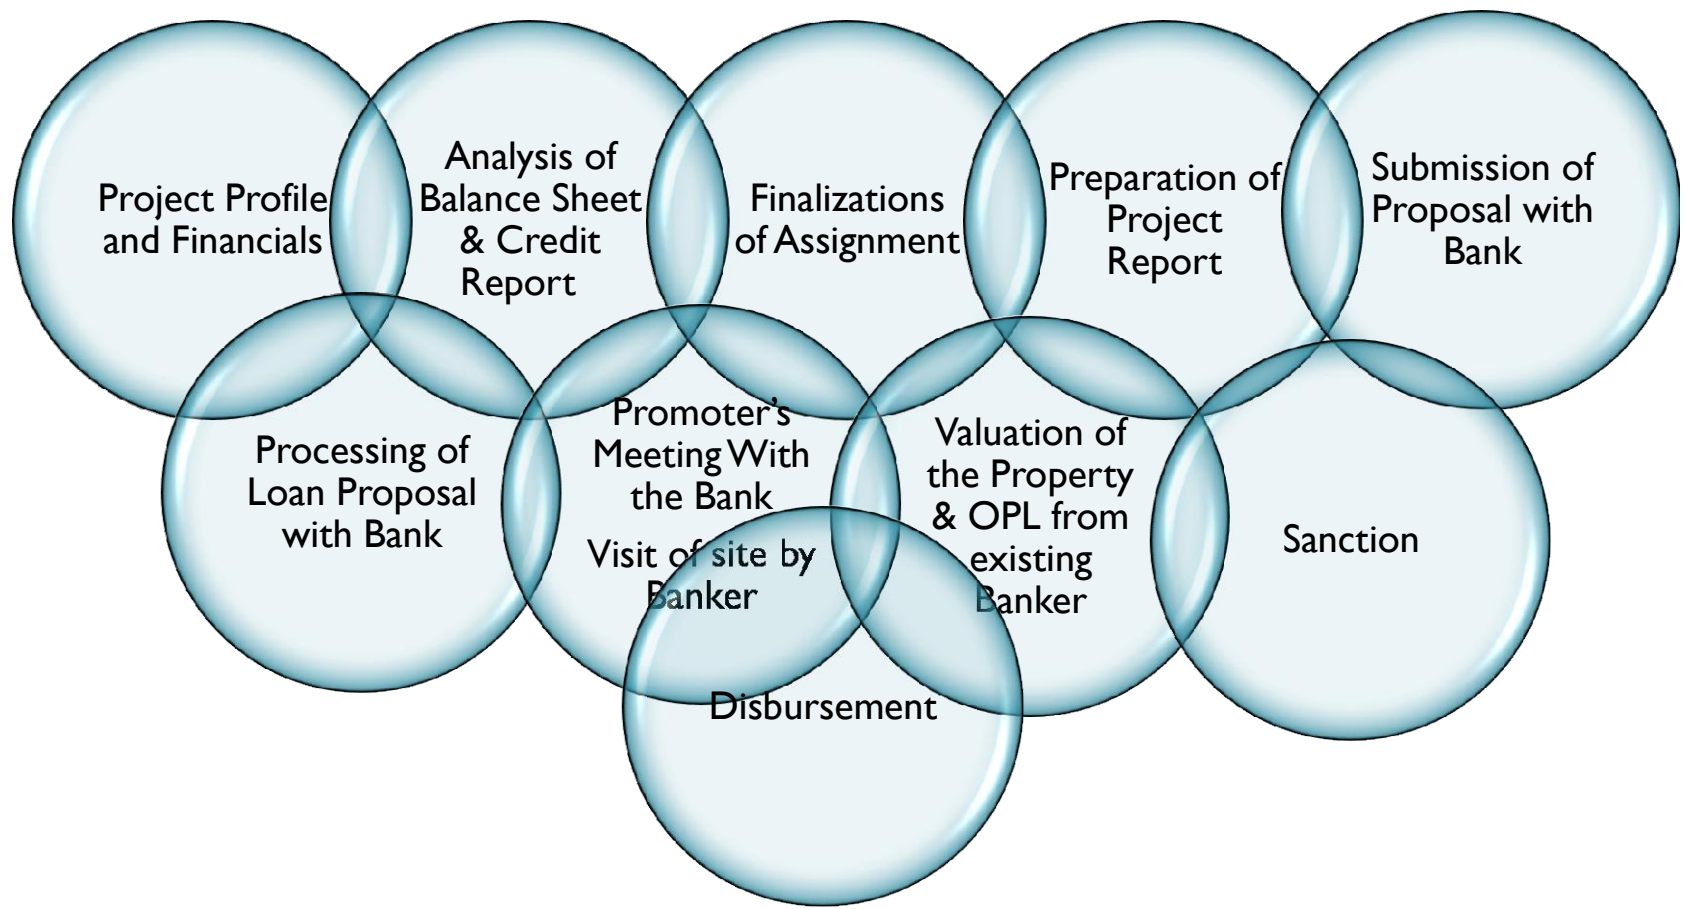 Project Profile
and Financials
Analysis of
Balance Sheet
& Credit
Report
Finalizations
of Assignment
Preparation of
Project
Report
Submission of
Proposal with
Bank
Processing of
Loan Proposal
with Bank
Promoter's
Meeting With
the Bank
Visit of site by
Banker
Valuation of
the Property
& OPL from
existing
Banker
Sanction
Disbursement